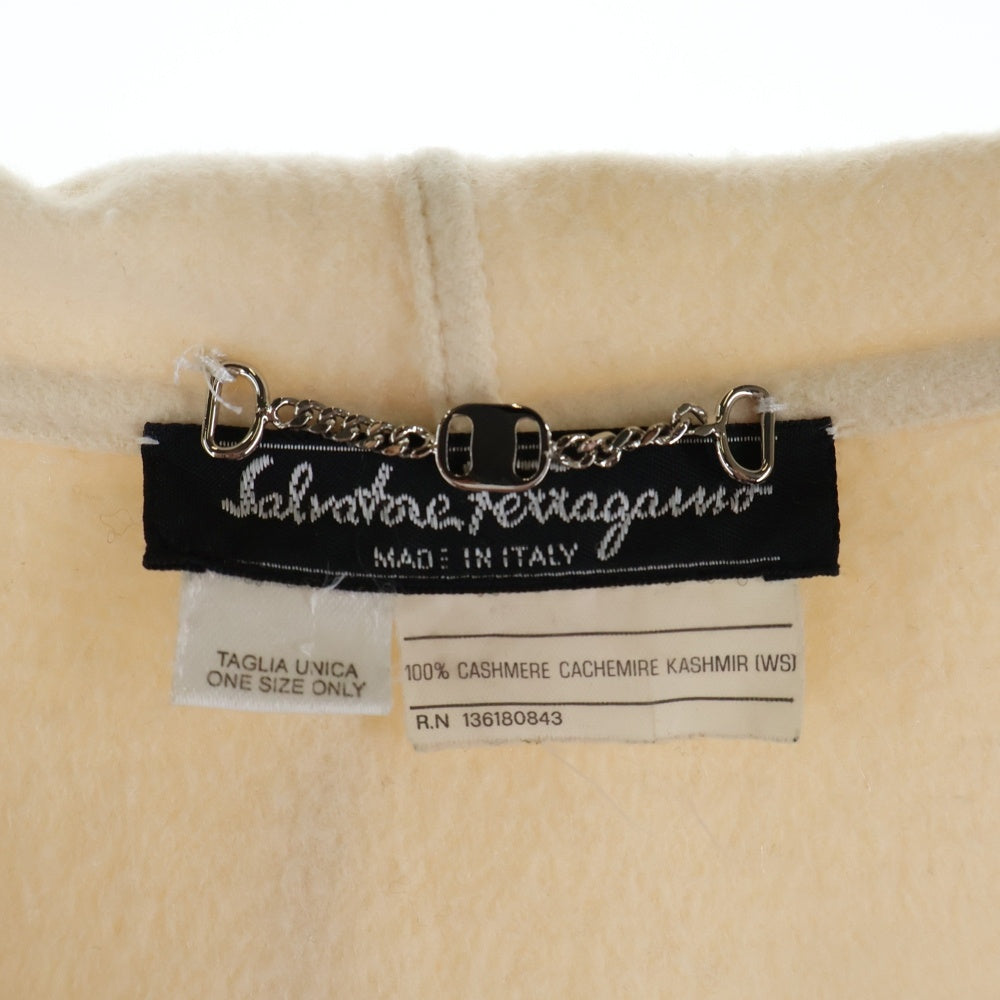 Salvatore Ferragamo
MADE IN ITALY
TAGLIA UNICA
ONE SIZE ONLY
100% CASHMERE CACHEMIRE KASHMIR (WS)
R.N 136180843